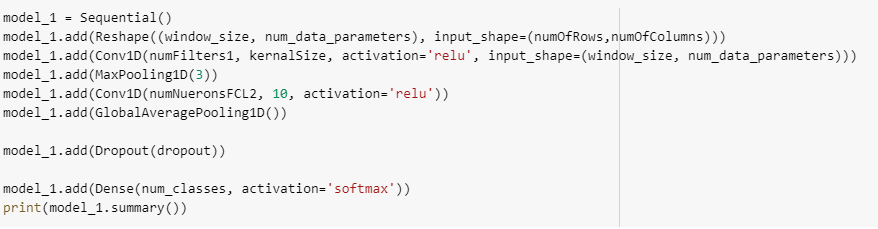 model_1 = Sequential()
model_1.add(Reshape((window_size, num_data_parameters), input_shape=(numOfRows,numOfColumns)))
model_1.add(Conv1D(numFilters1, kernalSize, activation='relu', input_shape=(window_size, num_data_parameters)))
model_1.add(MaxPooling1D(3))
model_1.add(Conv1D(numNueronsFCL2, 10, activation='relu'))
model_1.add(GlobalAveragePooling1D())
model_1.add(Dropout(dropout))
model_1.add(Dense(num_classes, activation='softmax'))
print(model_1.summary())